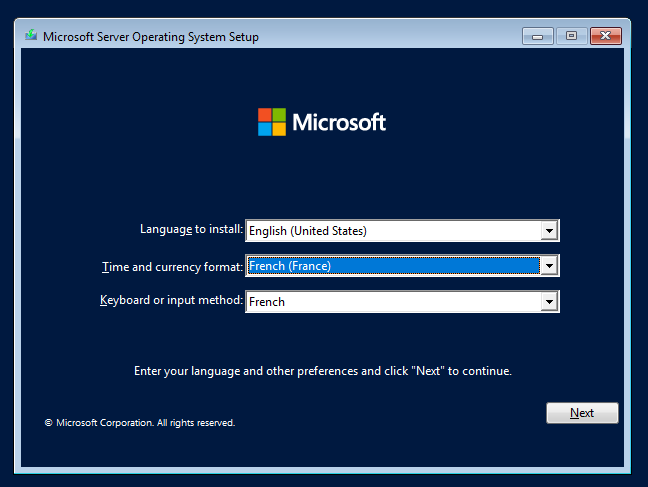 Microsoft Server Operating System Setup
Microsoft
Language to install: English (United States)
Time and currency format: French (France)
Keyboard or input method: French
Enter your language and other preferences and click "Next" to continue.
© Microsoft Corporation. All rights reserved.
Next